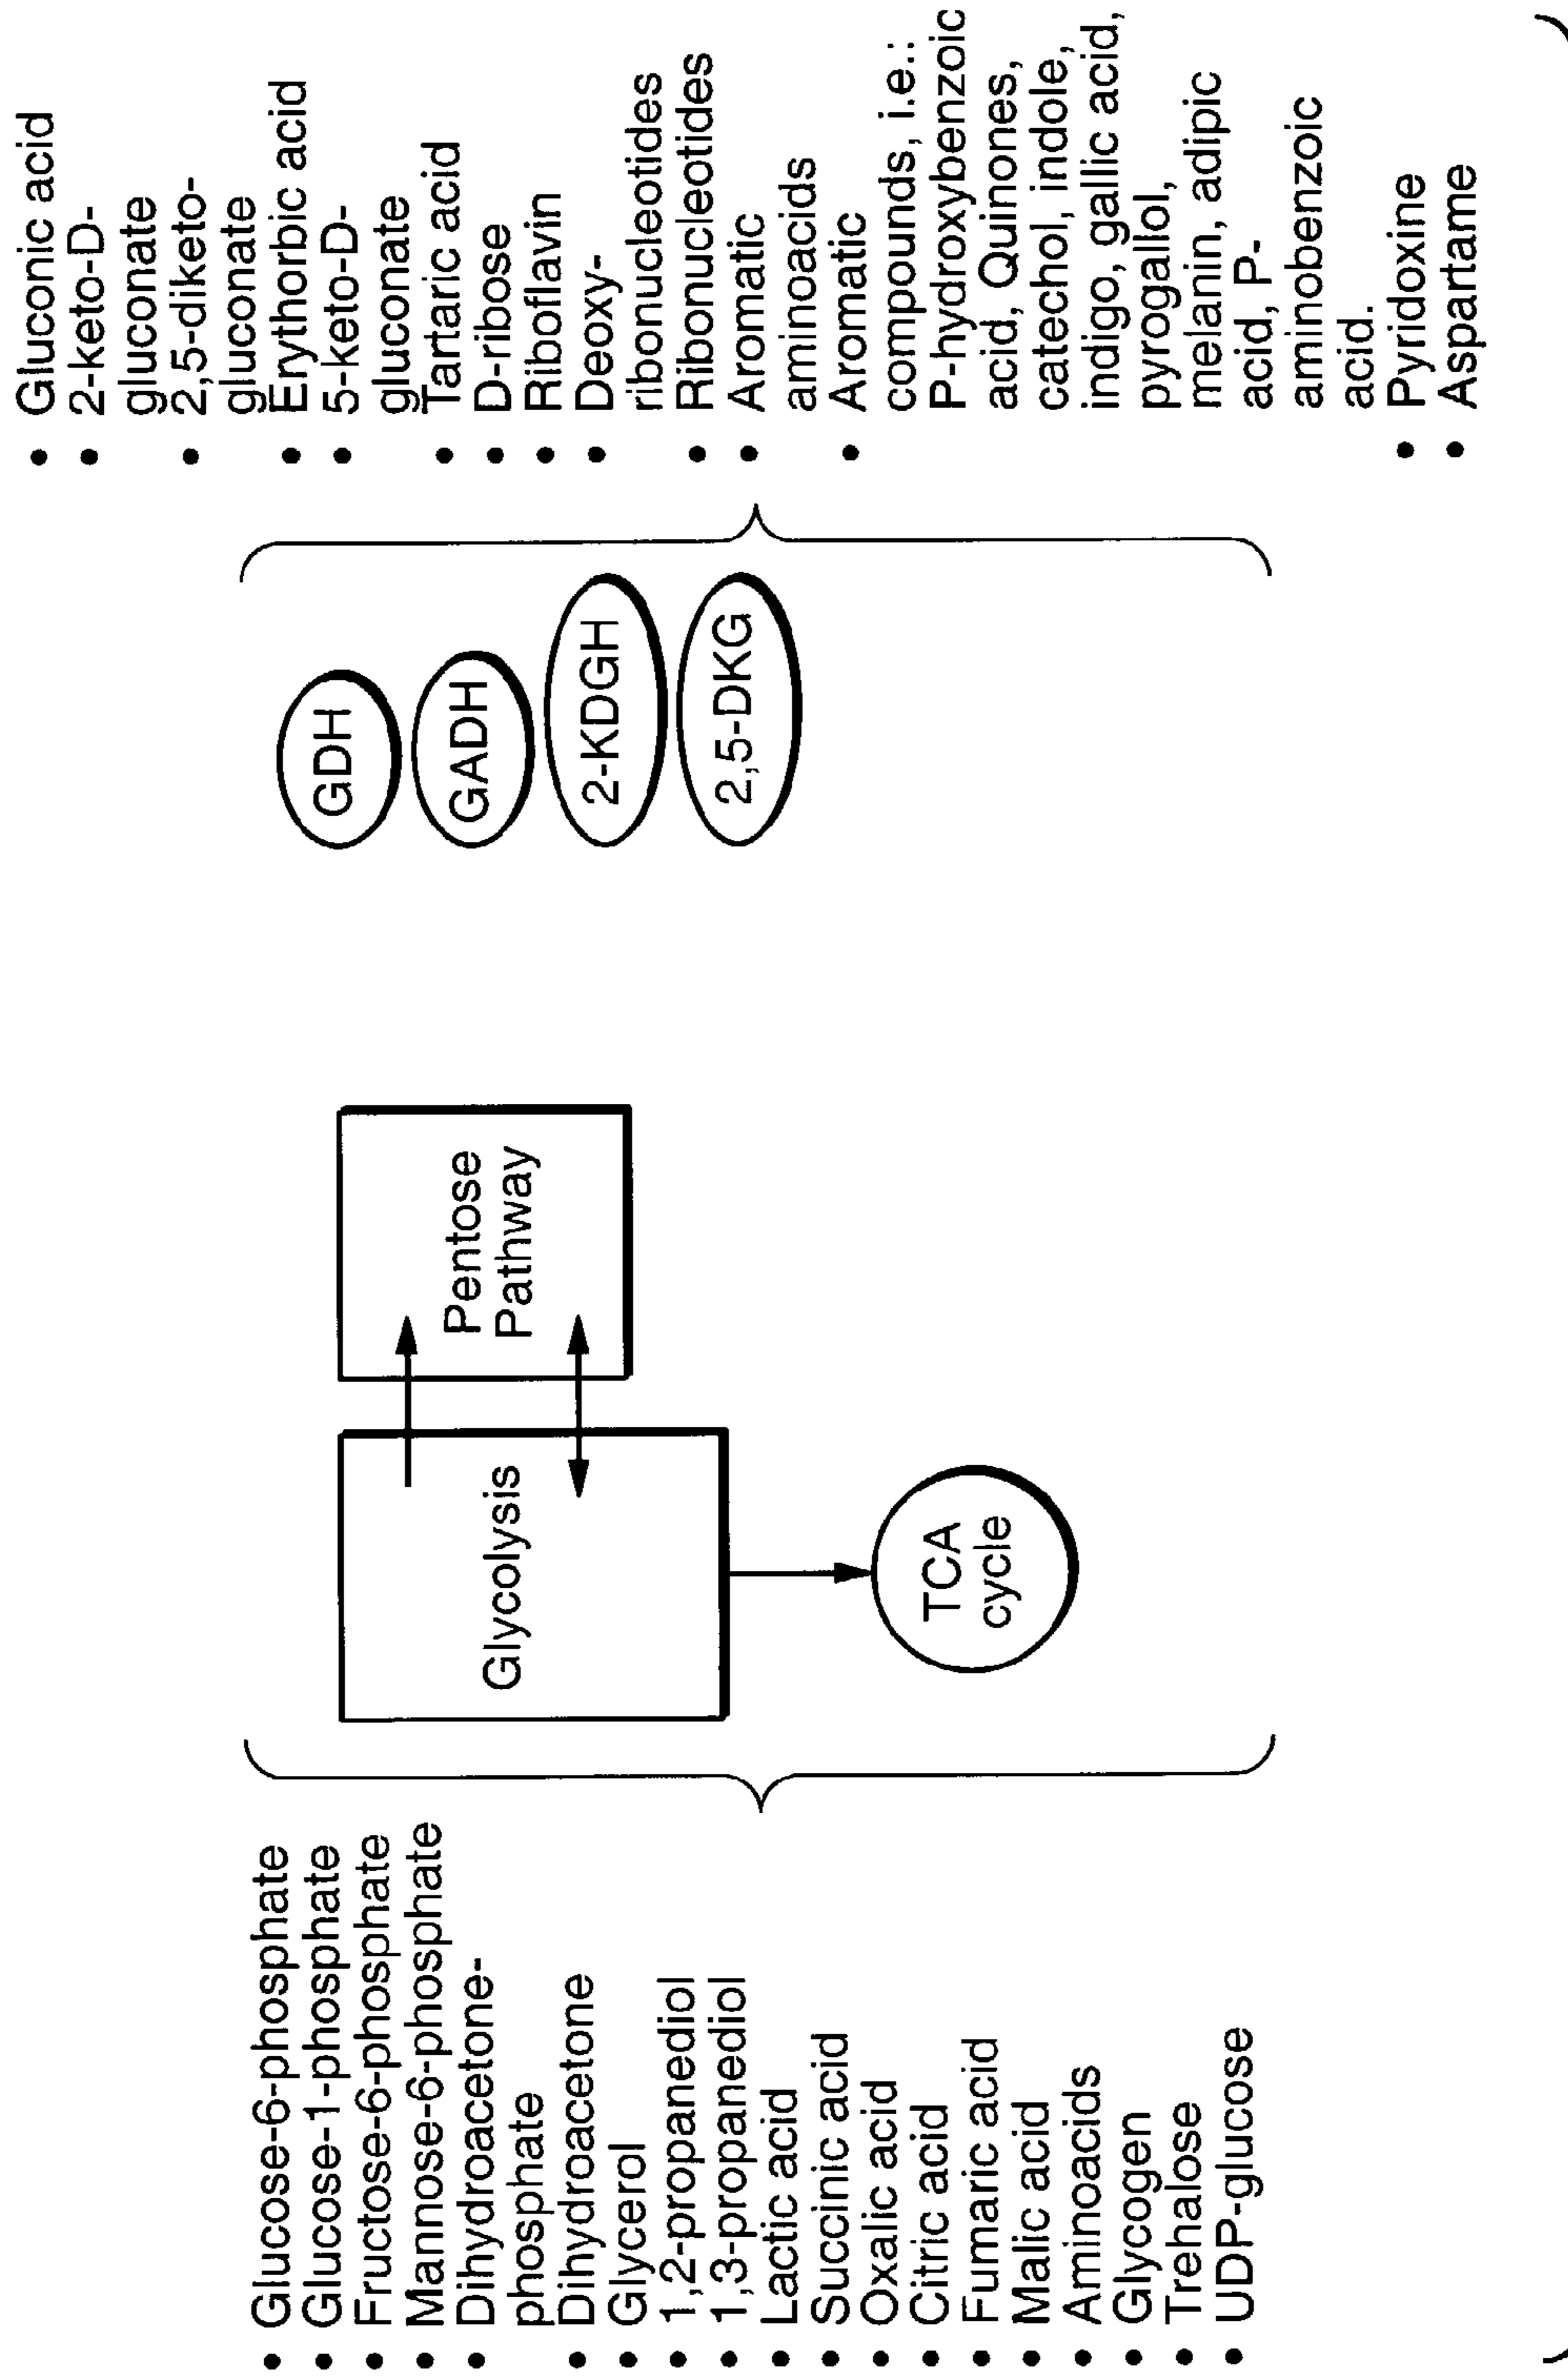 • Glucose-6-phosphate
• Glucose-1-phosphate
• Fructose-6-phosphate
• Mannose-6-phosphate
• Dihydroacetone-
phosphate
• Dihydroacetone
• Glycerol
• 1,2-propanediol
• 1,3-propanediol
• Lactic acid
• Succinic acid
• Oxalic acid
• Citric acid
• Fumaric acid
• Malic acid
• Aminoacids
• Glycogen
• Trehalose
• UDP-glucose
Glycolysis
Pentose
Pathway
TCA
cycle
GDH
GADH
2-KDGH
2,5-DKG
• Gluconic acid
• 2-keto-D-
gluconate
• 2,5-diketo-
gluconate
• Erythorbic acid
• 5-keto-D-
gluconate
• Tartaric acid
• D-ribose
• Riboflavin
• Deoxy-
ribonucleotides
• Ribonucleotides
• Aromatic
aminoacids
• Aromatic
compounds, i.e.:
P-hydroxybenzoic
acid, Quinones,
catechol, indole,
indigo, gallic acid,
pyrogallol,
melanin, adipic
acid, P-
aminobenzoic
acid.
• Pyridoxine
• Aspartame